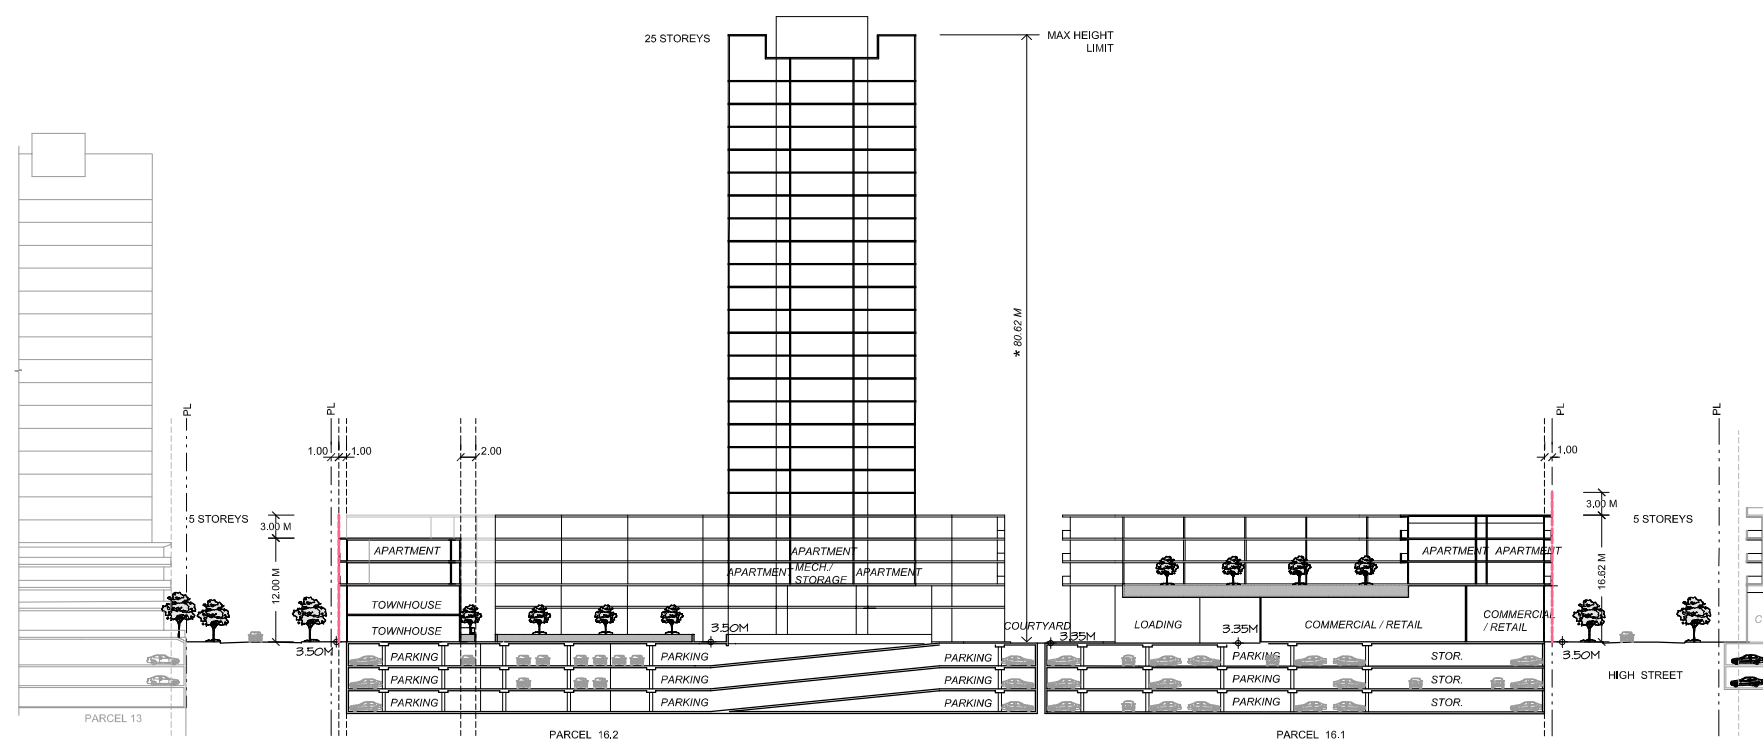 25 STOREYS
MAX HEIGHT
LIMIT
* 80.62 M
PL
PL
PL
PL
1.00
1.00
2.00
1.00
5 STOREYS
3.00 M
12.00 M
3.00 M
16.62 M
5 STOREYS
APARTMENT
APARTMENT
APARTMENT
MECH./
STORAGE
APARTMENT
APARTMENT
APARTMENT
TOWNHOUSE
TOWNHOUSE
COURTYARD
LOADING
COMMERCIAL / RETAIL
COMMERCIAL
/ RETAIL
3.50M
3.50M
3.35M
3.35M
3.50M
PARKING
PARKING
PARKING
PARKING
STOR.
PARKING
PARKING
PARKING
PARKING
STOR.
PARKING
PARKING
PARKING
PARKING
STOR.
HIGH STREET
PARCEL 13
PARCEL 16.2
PARCEL 16.1